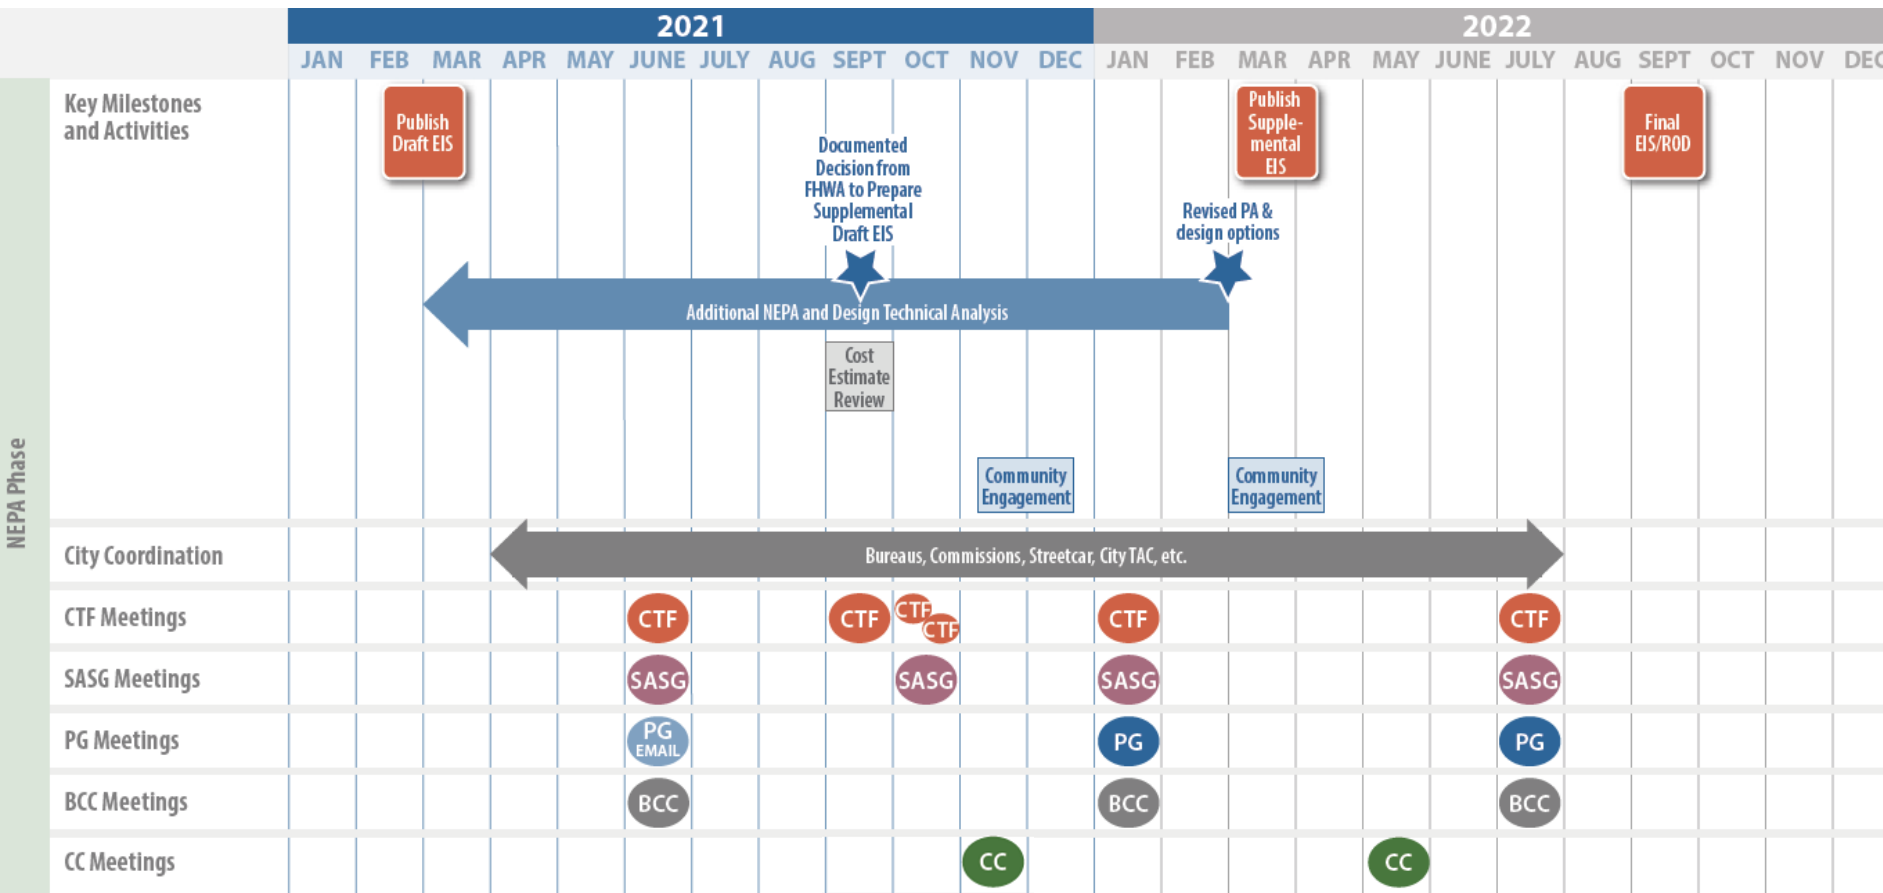 2021
2022
JAN FEB MAR APR MAY JUNE JULY AUG SEPT OCT NOV DEC JAN FEB MAR APR MAY JUNE JULY AUG SEPT OCT NOV DEC
NEPA Phase
Key Milestones
and Activities
Publish
Draft EIS
Documented
Decision from
FHWA to Prepare
Supplemental
Draft EIS
Publish
Supple-
mental
EIS
Final
EIS/ROD
Revised PA &
design options
Additional NEPA and Design Technical Analysis
Cost
Estimate
Review
Community
Engagement
Community
Engagement
City Coordination
Bureaus, Commissions, Streetcar, City TAC, etc.
CTF Meetings
CTF
CTF
CTF
CTF
CTF
CTF
SASG Meetings
SASG
SASG
SASG
SASG
PG Meetings
PG
EMAIL
PG
PG
BCC Meetings
BCC
BCC
BCC
CC Meetings
CC
CC